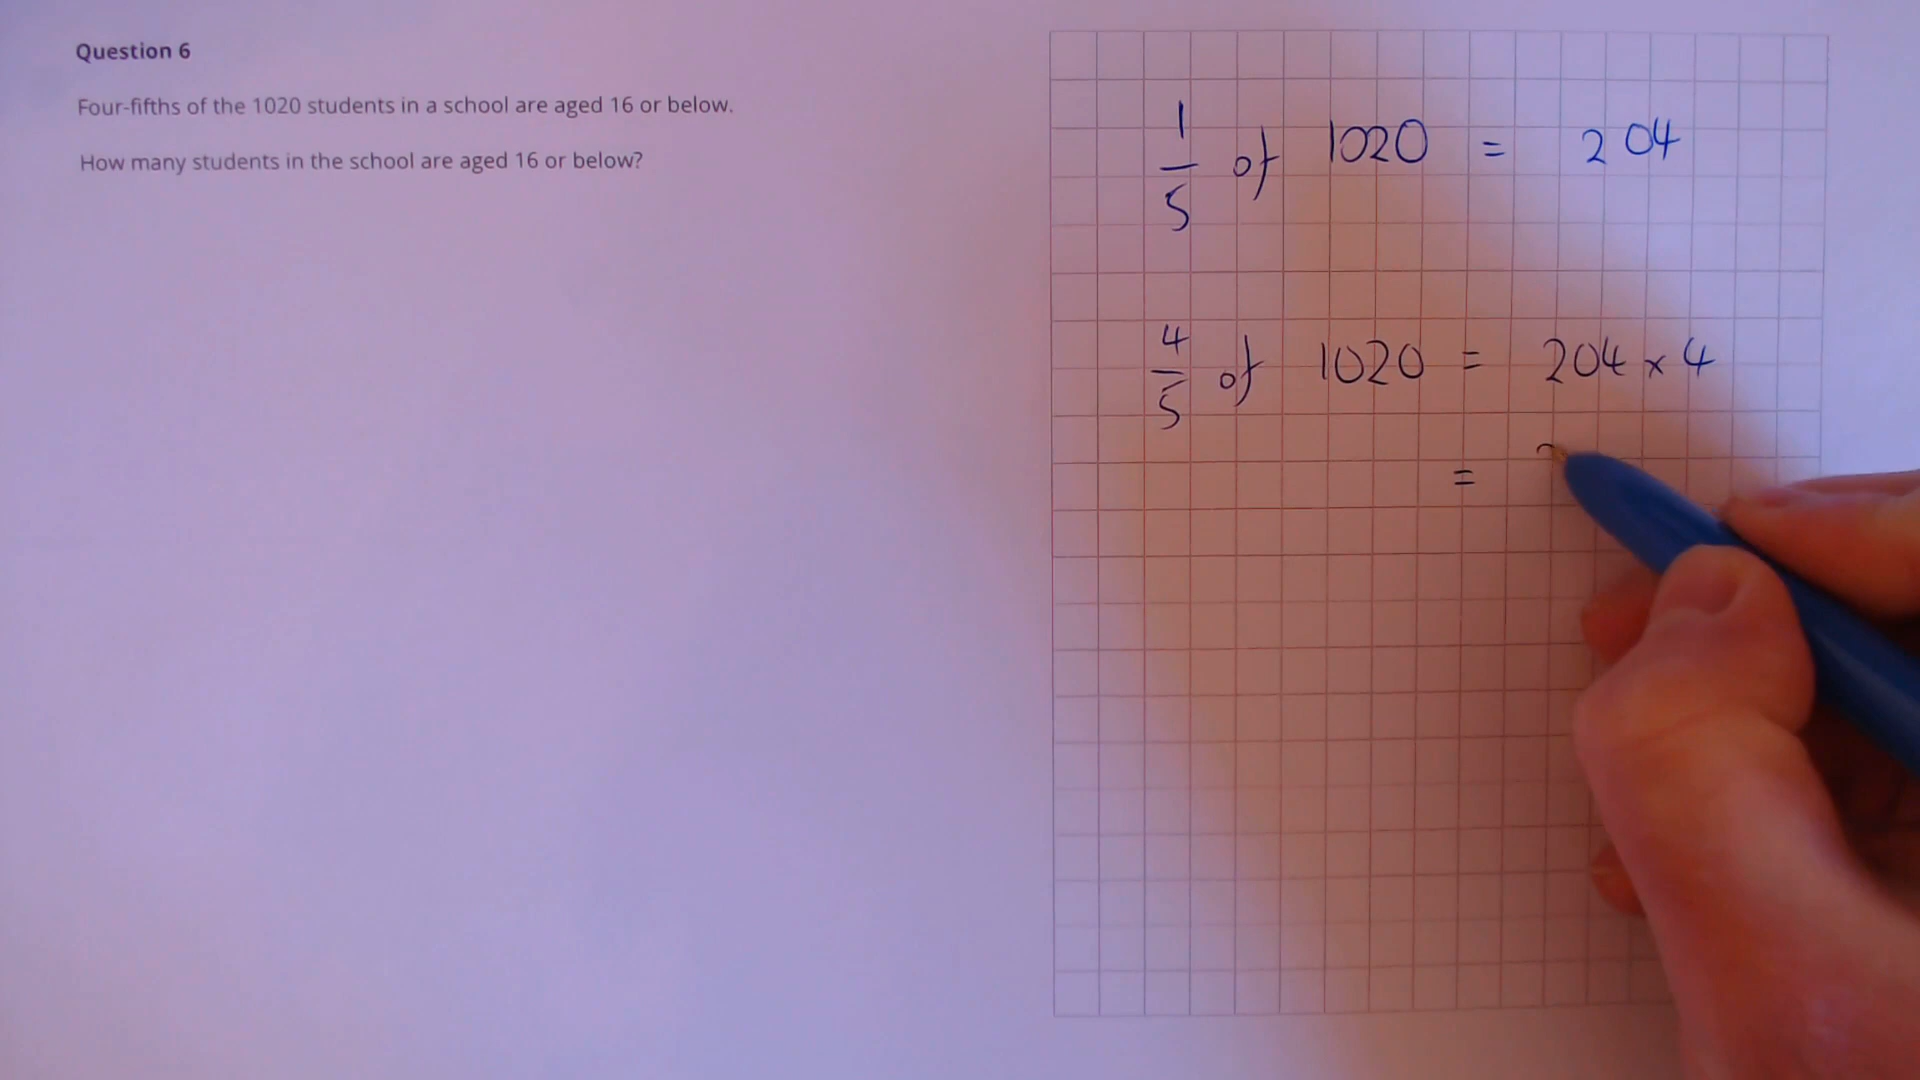 Question 6
Four-fifths of the 1020 students in a school are aged 16 or below.
How many students in the school are aged 16 or below?
1/5 of 1020 = 204
4/5 of 1020 = 204 × 4
=